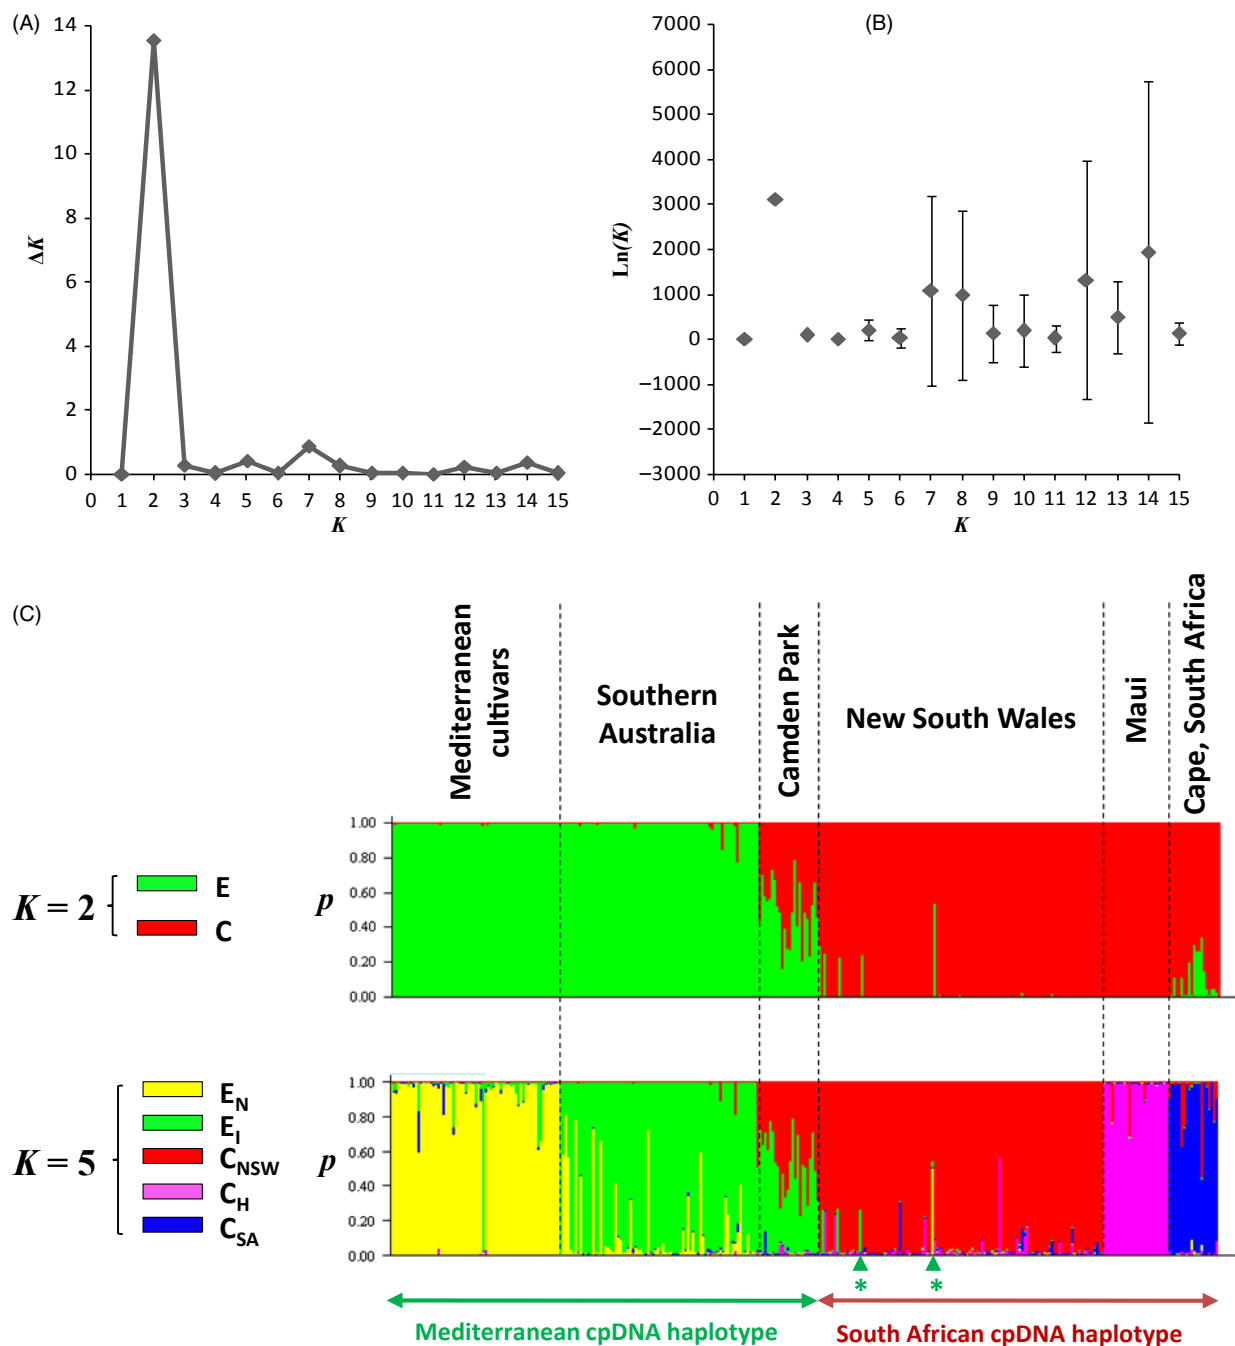 (A)
14
12
10
8
6
4
2
0
ΔK
0 1 2 3 4 5 6 7 8 9 10 11 12 13 14 15
K
(B)
7000
6000
5000
4000
3000
2000
1000
0
−1000
−2000
−3000
Ln(K)
0 1 2 3 4 5 6 7 8 9 10 11 12 13 14 15
K
(C)
Mediterranean
cultivars
Southern
Australia
Camden Park
New South Wales
Maui
Cape, South Africa
K = 2
E
C
p
1.00
0.80
0.60
0.40
0.20
0.00
K = 5
E_N
E_I
C_NSW
C_H
C_SA
p
1.00
0.80
0.60
0.40
0.20
0.00
* *
Mediterranean cpDNA haplotype
South African cpDNA haplotype